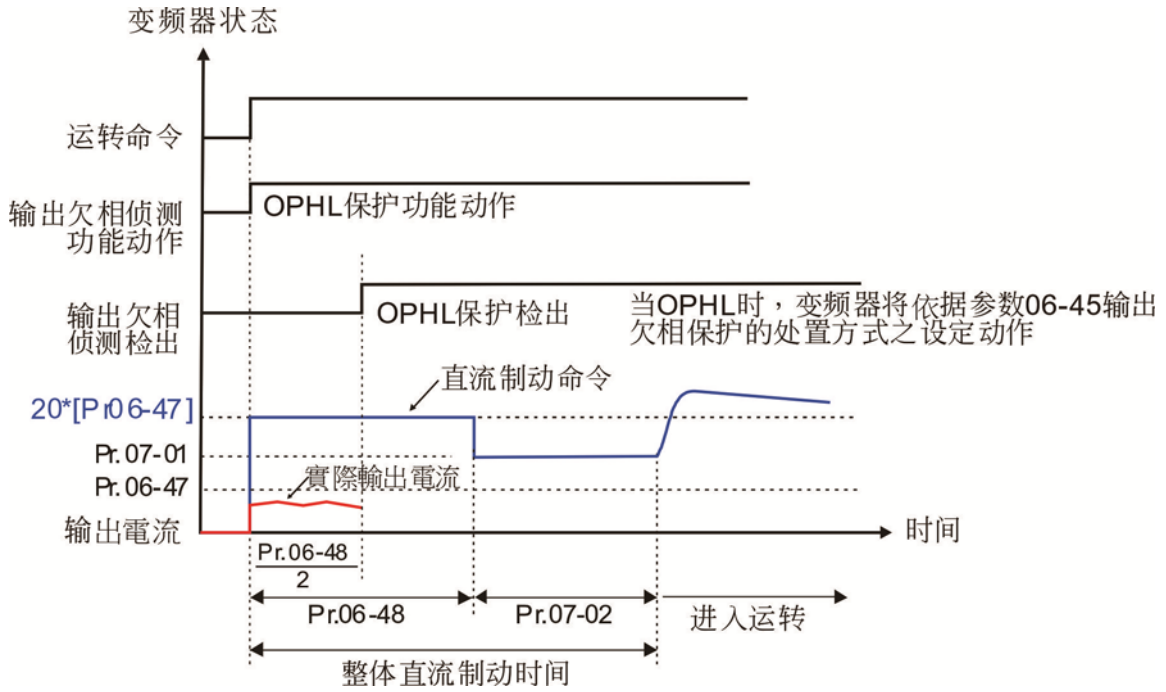 变频器状态
运转命令
输出欠相侦测
功能动作
OPHL保护功能动作
输出欠相
侦测检出
OPHL保护检出
当OPHL时，变频器将依据参数06-45输出
欠相保护的处置方式之设定动作
直流制动命令
20*[Pr06-47]
Pr.07-01
Pr.06-47
實際輸出電流
输出電流
时间
Pr.06-48
2
Pr.06-48
Pr.07-02
进入运转
整体直流制动时间